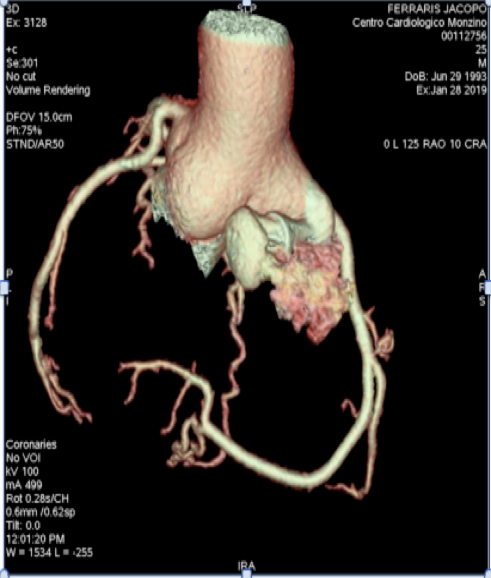 3D
Ex: 3128
+c
Se:301
No cut
Volume Rendering
DFOV 15.0cm
Ph:75%
STND/AR50
FERRARIS JACOPO
Centro Cardiologico Monzino
00112756
25
M
DoB: Jun 29 1993
Ex:Jan 28 2019
0 L 125 RAO 10 CRA
P
I
A
S
Coronaries
No VOI
kV 100
mA 499
Rot 0.28s/CH
0.6mm /0.62sp
Tilt: 0.0
12:01:20 PM
W = 1534 L = -255
IRA